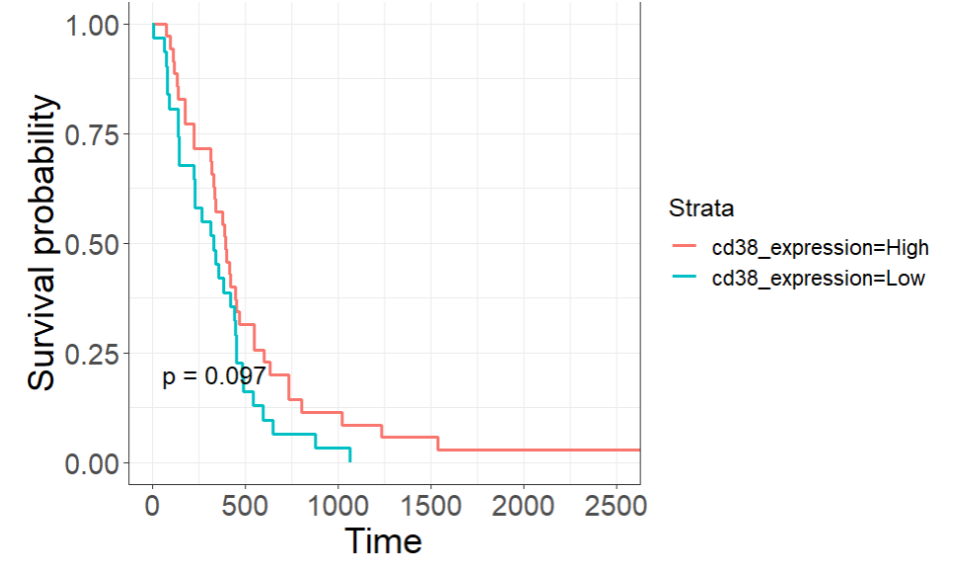 1.00
0.75
0.50
0.25
0.00
Survival probability
p = 0.097
0 500 1000 1500 2000 2500
Time
Strata
cd38_expression=High
cd38_expression=Low